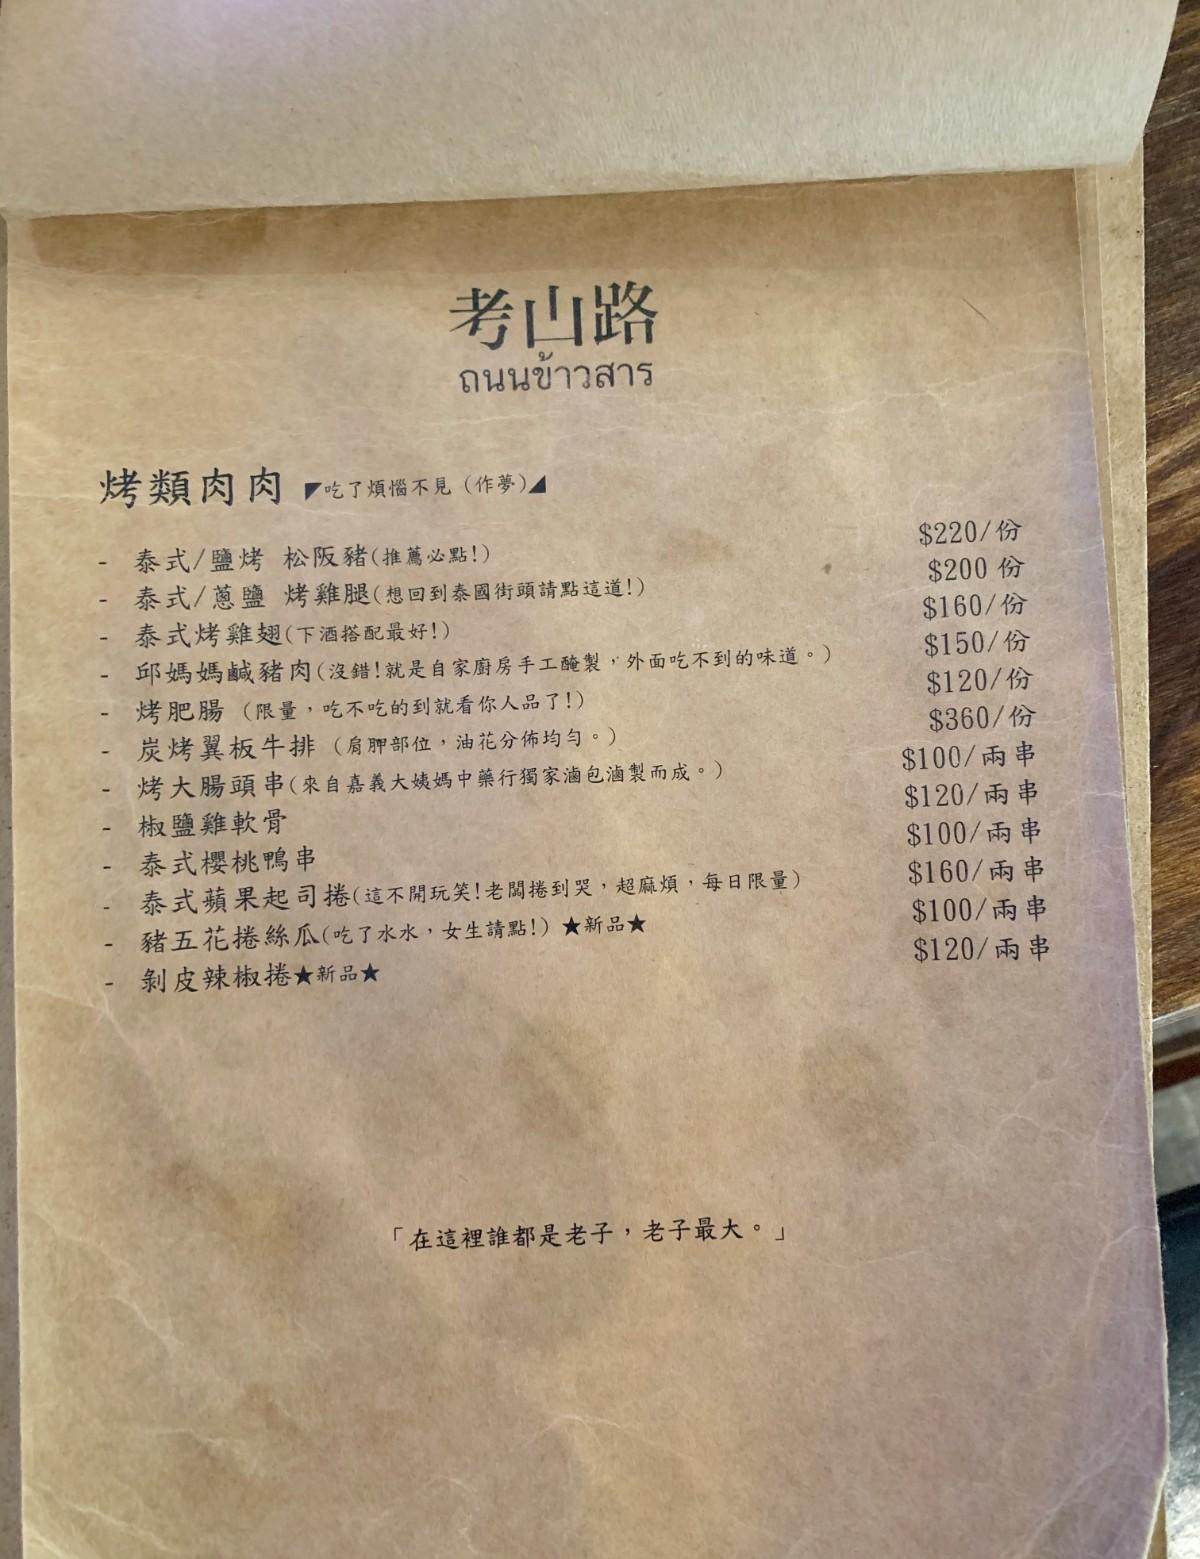 考山路
ถนนข้าวสาร
烤類肉肉 ◤吃了煩惱不見（作夢）◢
- 泰式/鹽烤 松阪豬(推薦必點!) $220/份
- 泰式/蔥鹽 烤雞腿(想回到泰國街頭請點這道!) $200 份
- 泰式烤雞翅(下酒搭配最好!) $160/份
- 邱媽媽鹹豬肉(沒錯!就是自家廚房手工醃製，外面吃不到的味道。) $150/份
- 烤肥腸 (限量，吃不吃的到就看你人品了!) $120/份
- 炭烤翼板牛排 (肩胛部位，油花分佈均勻。) $360/份
- 烤大腸頭串(來自嘉義大姨媽中藥行獨家滷包滷製而成。) $100/兩串
- 椒鹽雞軟骨 $120/兩串
- 泰式櫻桃鴨串 $100/兩串
- 泰式蘋果起司捲(這不開玩笑!老闆捲到哭，超麻煩，每日限量) $160/兩串
- 豬五花捲絲瓜(吃了水水，女生請點!) ★新品★ $100/兩串
- 剝皮辣椒捲★新品★ $120/兩串
「在這裡誰都是老子，老子最大。」